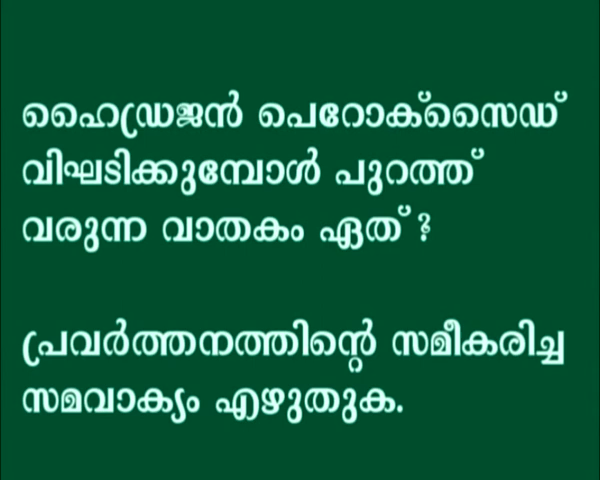 ഹൈഡ്രജൻ പെറോക്സൈഡ്
വിഘടിക്കുമ്പോൾ പുറത്ത്
വരുന്ന വാതകം ഏത് ?
പ്രവർത്തനത്തിന്റെ സമീകരിച്ച
സമവാക്യം എഴുതുക.